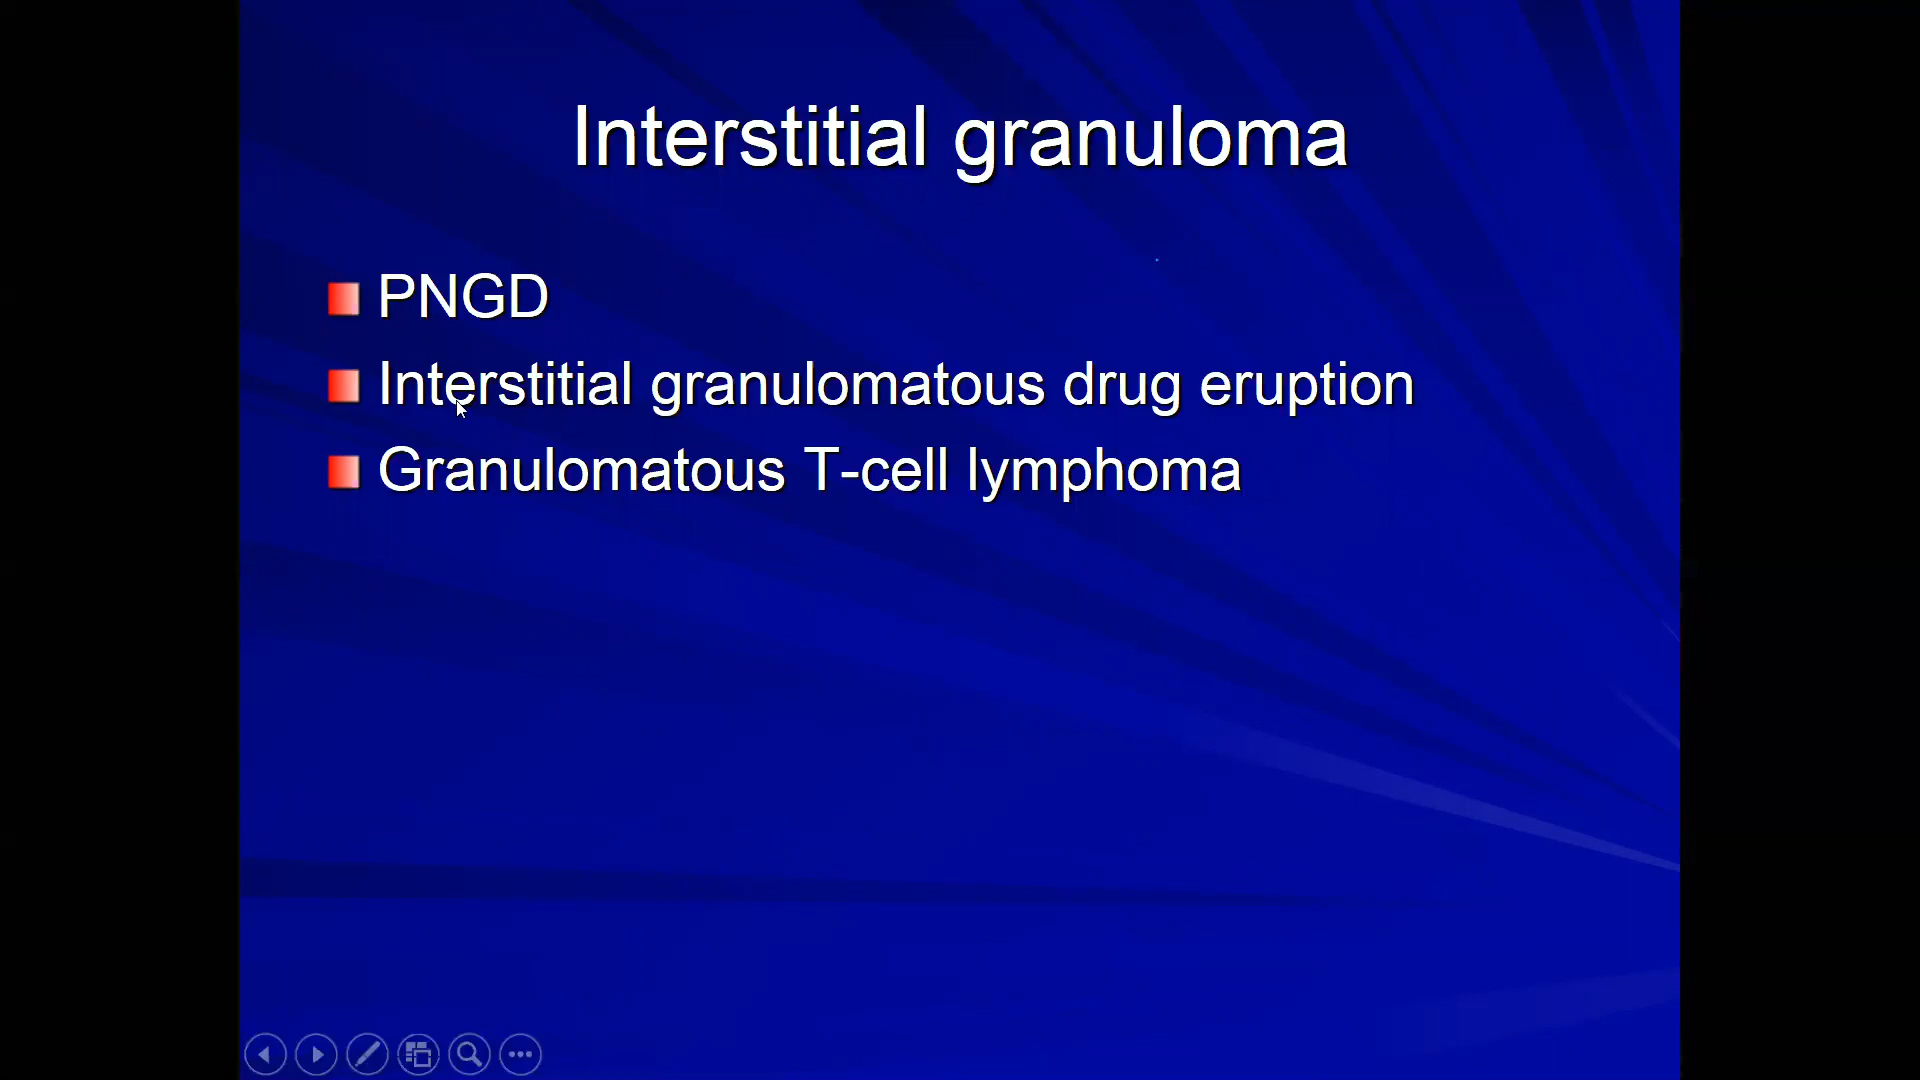 Interstitial granuloma
PNGD
Interstitial granulomatous drug eruption
Granulomatous T-cell lymphoma